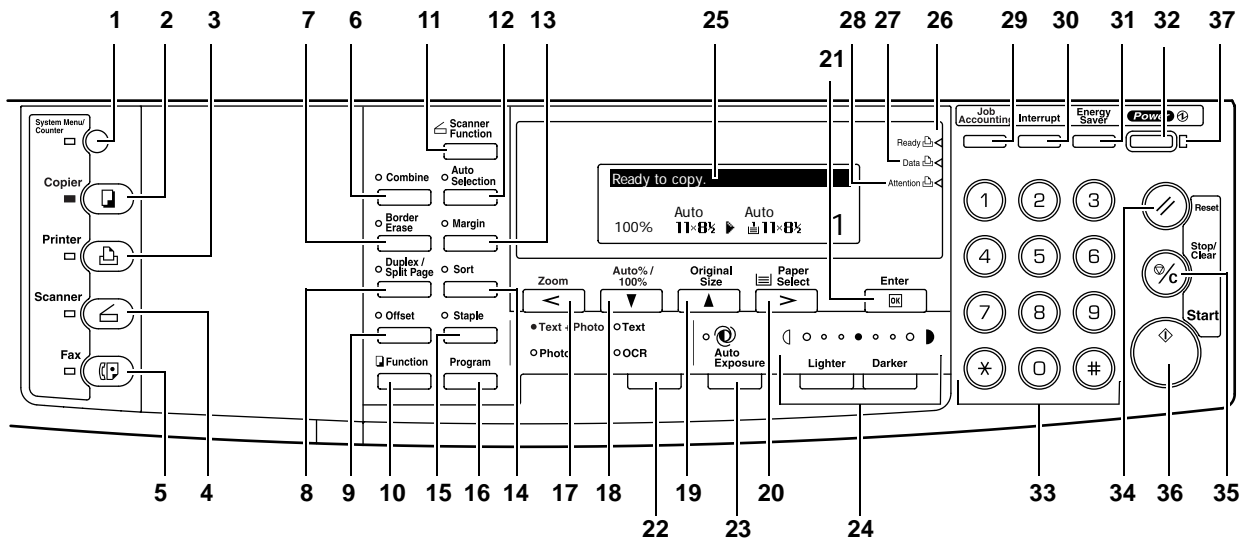 1 2 3 6 7 11 12 13 25 28 27 26 29 30 31 32 37
21
System Menu/
Counter
Copier
Printer
Scanner
Fax
Scanner
Function
Combine
Auto
Selection
Border
Erase
Margin
Duplex /
Split Page
Sort
Offset
Staple
Function
Program
Ready to copy.
100%
Auto
11×8½
Auto
11×8½
1
Ready
Data
Attention
Zoom
<
Auto% /
100%
▼
Original
Size
▲
Paper
Select
>
Enter
OK
Text + Photo
Text
Photo
OCR
Auto
Exposure
Lighter
Darker
Job
Accounting
Interrupt
Energy
Saver
Power
1 2 3
4 5 6
7 8 9
* 0 #
Reset
Stop/
Clear
/C
Start
5 4 8 9 10 15 16 14 17 18 19 20 33 34 36 35
22 23 24